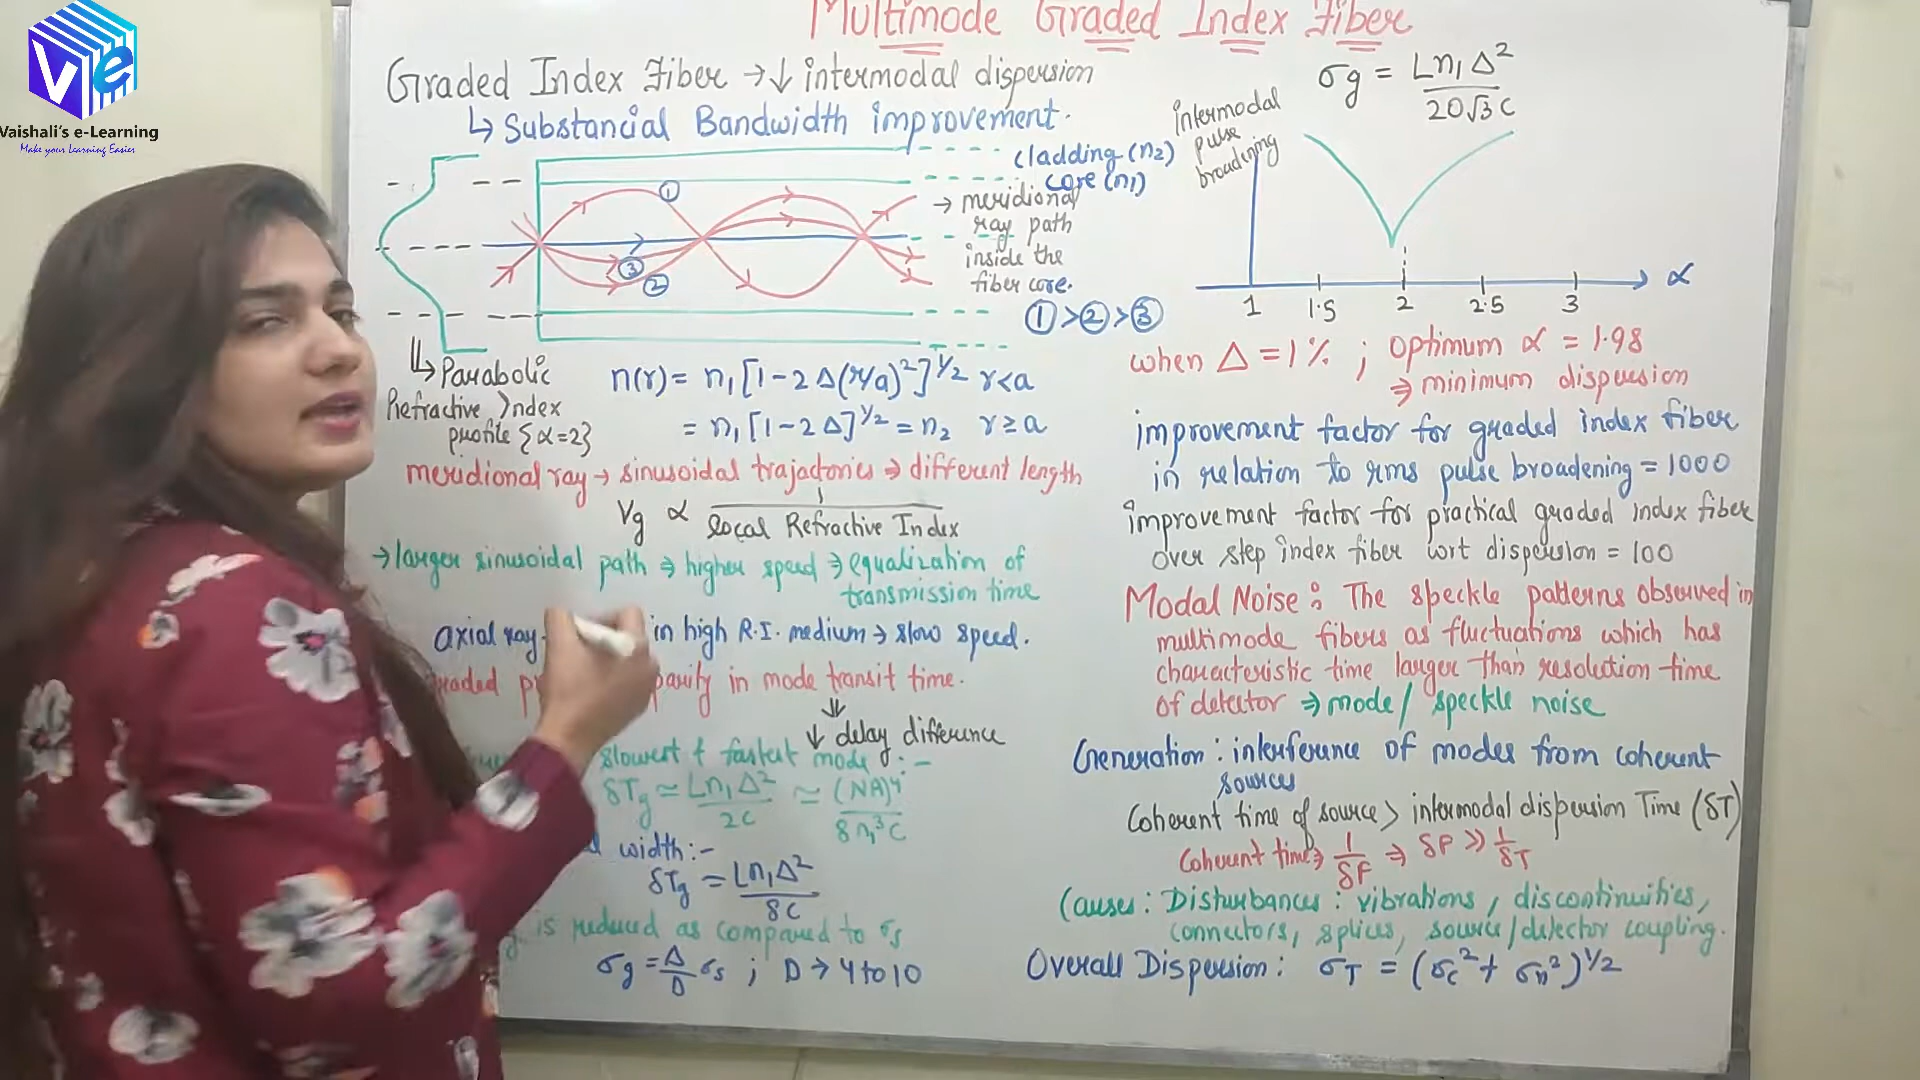 Vaishali's e-Learning
Make your Learning Easier
Multimode Graded Index Fiber
Graded Index Fiber → ↓ intermodal dispersion
↳ Substancial Bandwidth improvement.
cladding (n2)
core (n1)
→ meridional
ray path
inside the
fiber core.
①
③
②
① > ② > ③
↳ Parabolic
Refractive Index
profile {α=2}
n(r) = n1 [1-2Δ(r/a)²]^1/2 r<a
= n1 [1-2Δ]^1/2 = n2 r≥a
meridional ray → sinusoidal trajactories ⇒ different length
Vg ∝ 1/Local Refractive Index
→ larger sinusoidal path ⇒ higher speed ⇒ equalization of
transmission time
axial ray in high R.I. medium ⇒ slow speed.
in mode transit time.
⇓
↓ delay difference
slowest + fastest mode :-
δTg ≃ Ln1Δ²/2C ≃ (NA)⁴/8n1³C
width:-
δTg = Ln1Δ²/8C
is reduced as compared to σs
σg = Δ/D σs ; D → 4 to 10
σg = Ln1Δ²/20√3C
intermodal
pulse
broadening
1 1.5 2 2.5 3 α
when Δ = 1% ; optimum α = 1.98
⇒ minimum dispersion
improvement factor for graded index fiber
in relation to rms pulse broadening = 1000
improvement factor for practical graded index fiber
over step index fiber wrt dispersion = 100
Modal Noise : The speckle patterns observed in
multimode fibers as fluctuations which has
characteristic time larger than resolution time
of detector ⇒ mode/ speckle noise
Generation : interference of modes from coherent
sources
Coherent time of source > intermodal dispersion Time (δT)
Coherent time ⇒ 1/δF ⇒ δF ≫ 1/δT
Causes : Disturbances : vibrations, discontinuities,
connectors, splices, source/detector coupling.
Overall Dispersion : σT = (σc² + σn²)^1/2